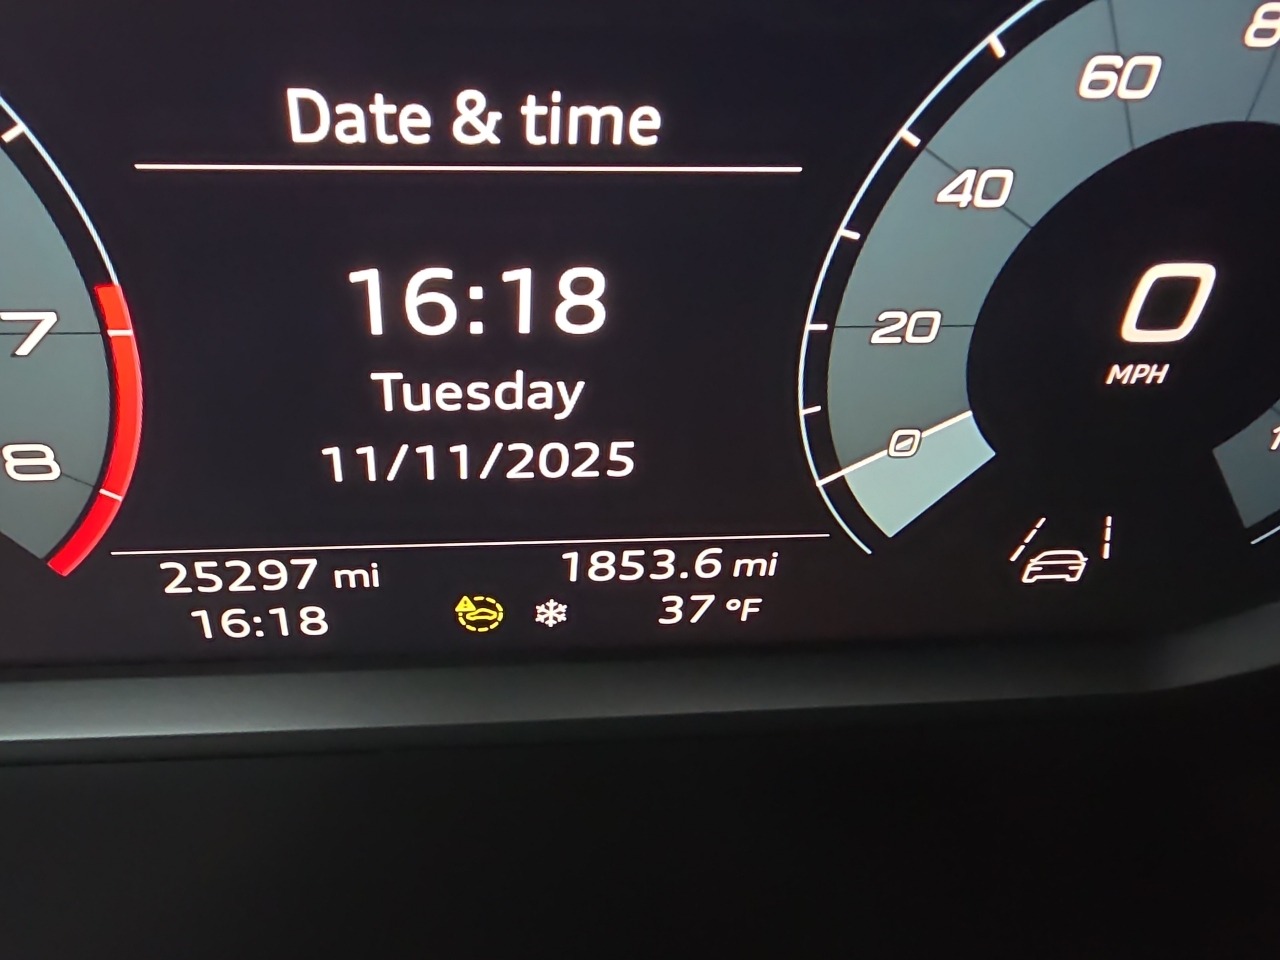 Date & time
16:18
Tuesday
11/11/2025
25297 mi
1853.6 mi
16:18
37 °F
7
8
0
20
40
60
0
MPH